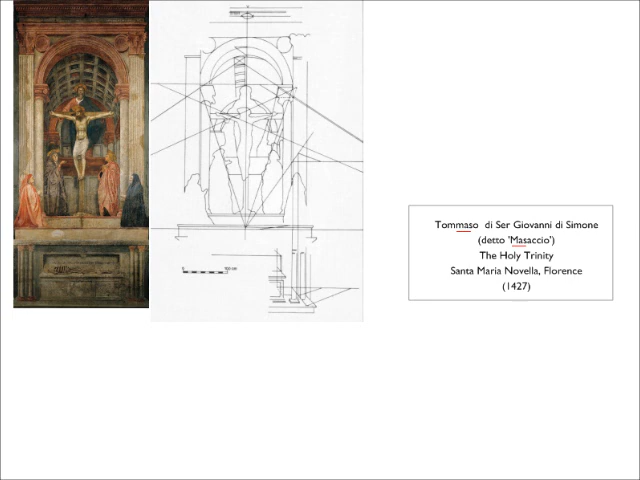 Tommaso di Ser Giovanni di Simone
(detto 'Masaccio')
The Holy Trinity
Santa Maria Novella, Florence
(1427)